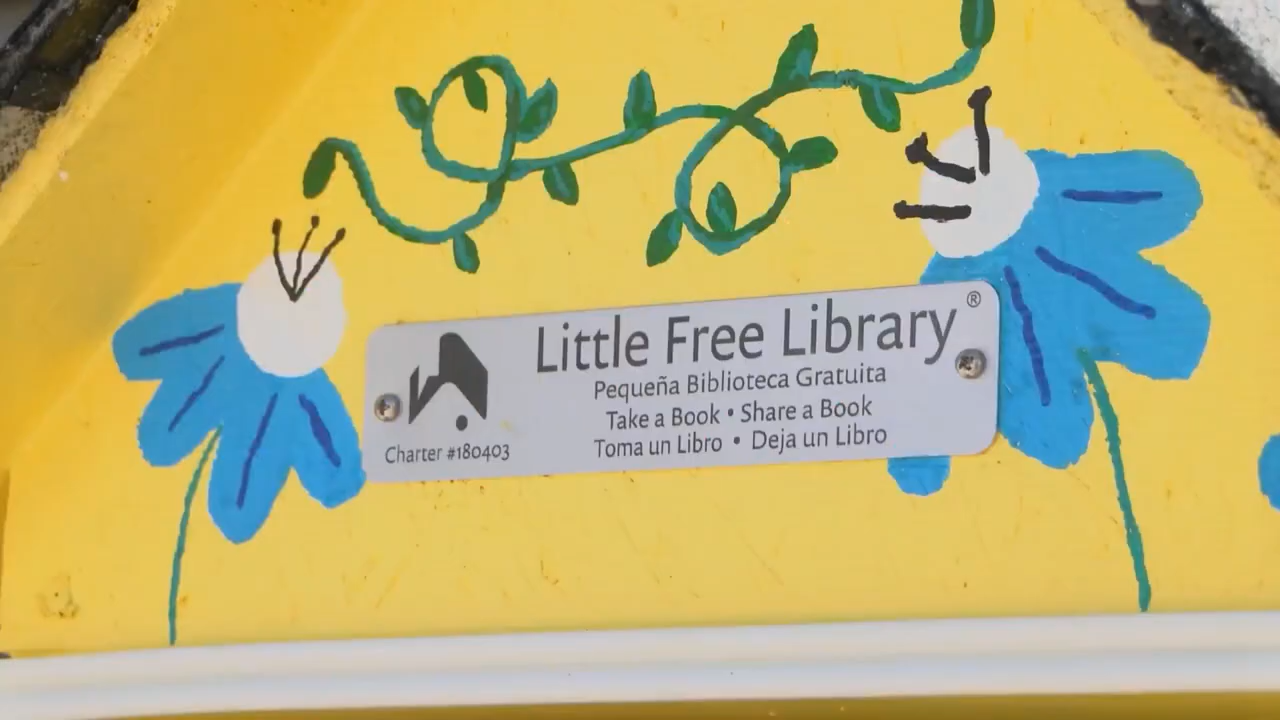 Little Free Library®
Pequeña Biblioteca Gratuita
Take a Book • Share a Book
Toma un Libro • Deja un Libro
Charter #180403